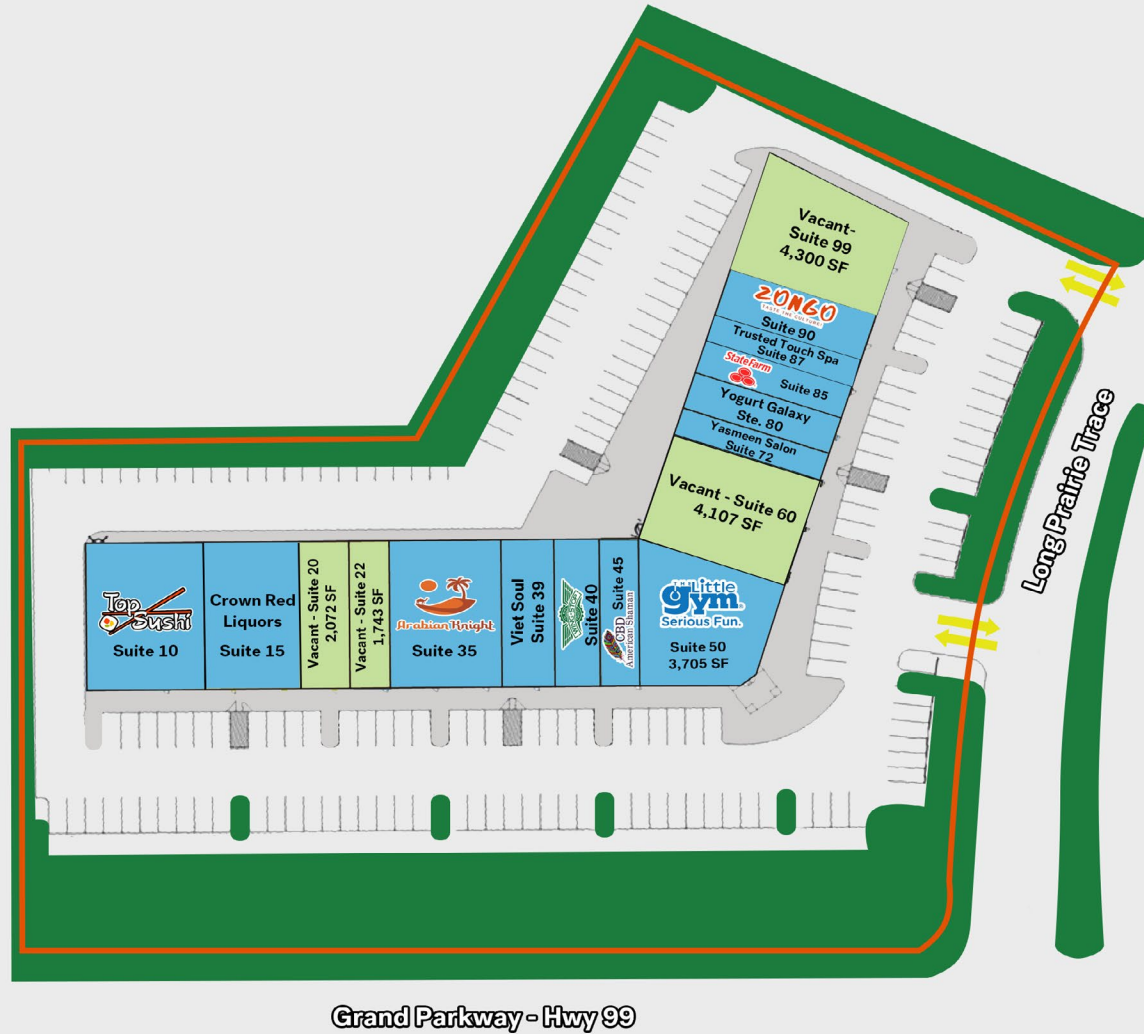 Vacant-
Suite 99
4,300 SF
ZONGO
TASTE THE CULTURE!
Suite 90
Trusted Touch Spa
Suite 87
StateFarm
Suite 85
Yogurt Galaxy
Ste. 80
Yasmeen Salon
Suite 72
Vacant - Suite 60
4,107 SF
Top
Sushi
Suite 10
Crown Red
Liquors
Suite 15
Vacant - Suite 20
2,072 SF
Vacant - Suite 22
1,743 SF
Arabian Knight
Suite 35
Viet Soul
Suite 39
Suite 40
CBD
American Shaman
Suite 45
Little
gym
Serious Fun.
Suite 50
3,705 SF
Long Prairie Trace
Grand Parkway - Hwy 99